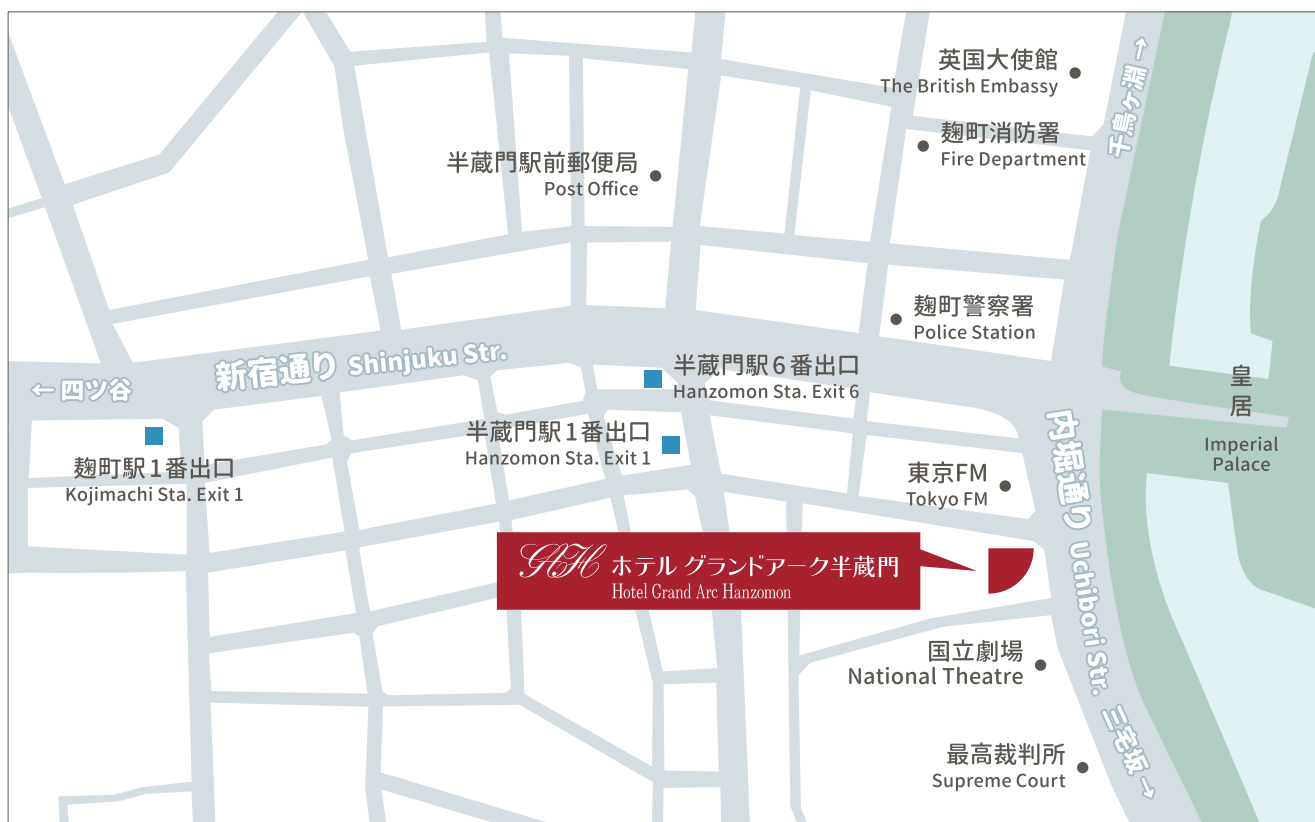 英国大使館
The British Embassy
千鳥ヶ淵 →
麹町消防署
Fire Department
半蔵門駅前郵便局
Post Office
麹町警察署
Police Station
新宿通り Shinjuku Str.
← 四ツ谷
半蔵門駅6番出口
Hanzomon Sta. Exit 6
皇
居
Imperial
Palace
半蔵門駅1番出口
Hanzomon Sta. Exit 1
麹町駅1番出口
Kojimachi Sta. Exit 1
東京FM
Tokyo FM
内堀通り Uchibori Str.
GAH ホテル グランドアーク半蔵門
Hotel Grand Arc Hanzomon
国立劇場
National Theatre
三宅坂 →
最高裁判所
Supreme Court